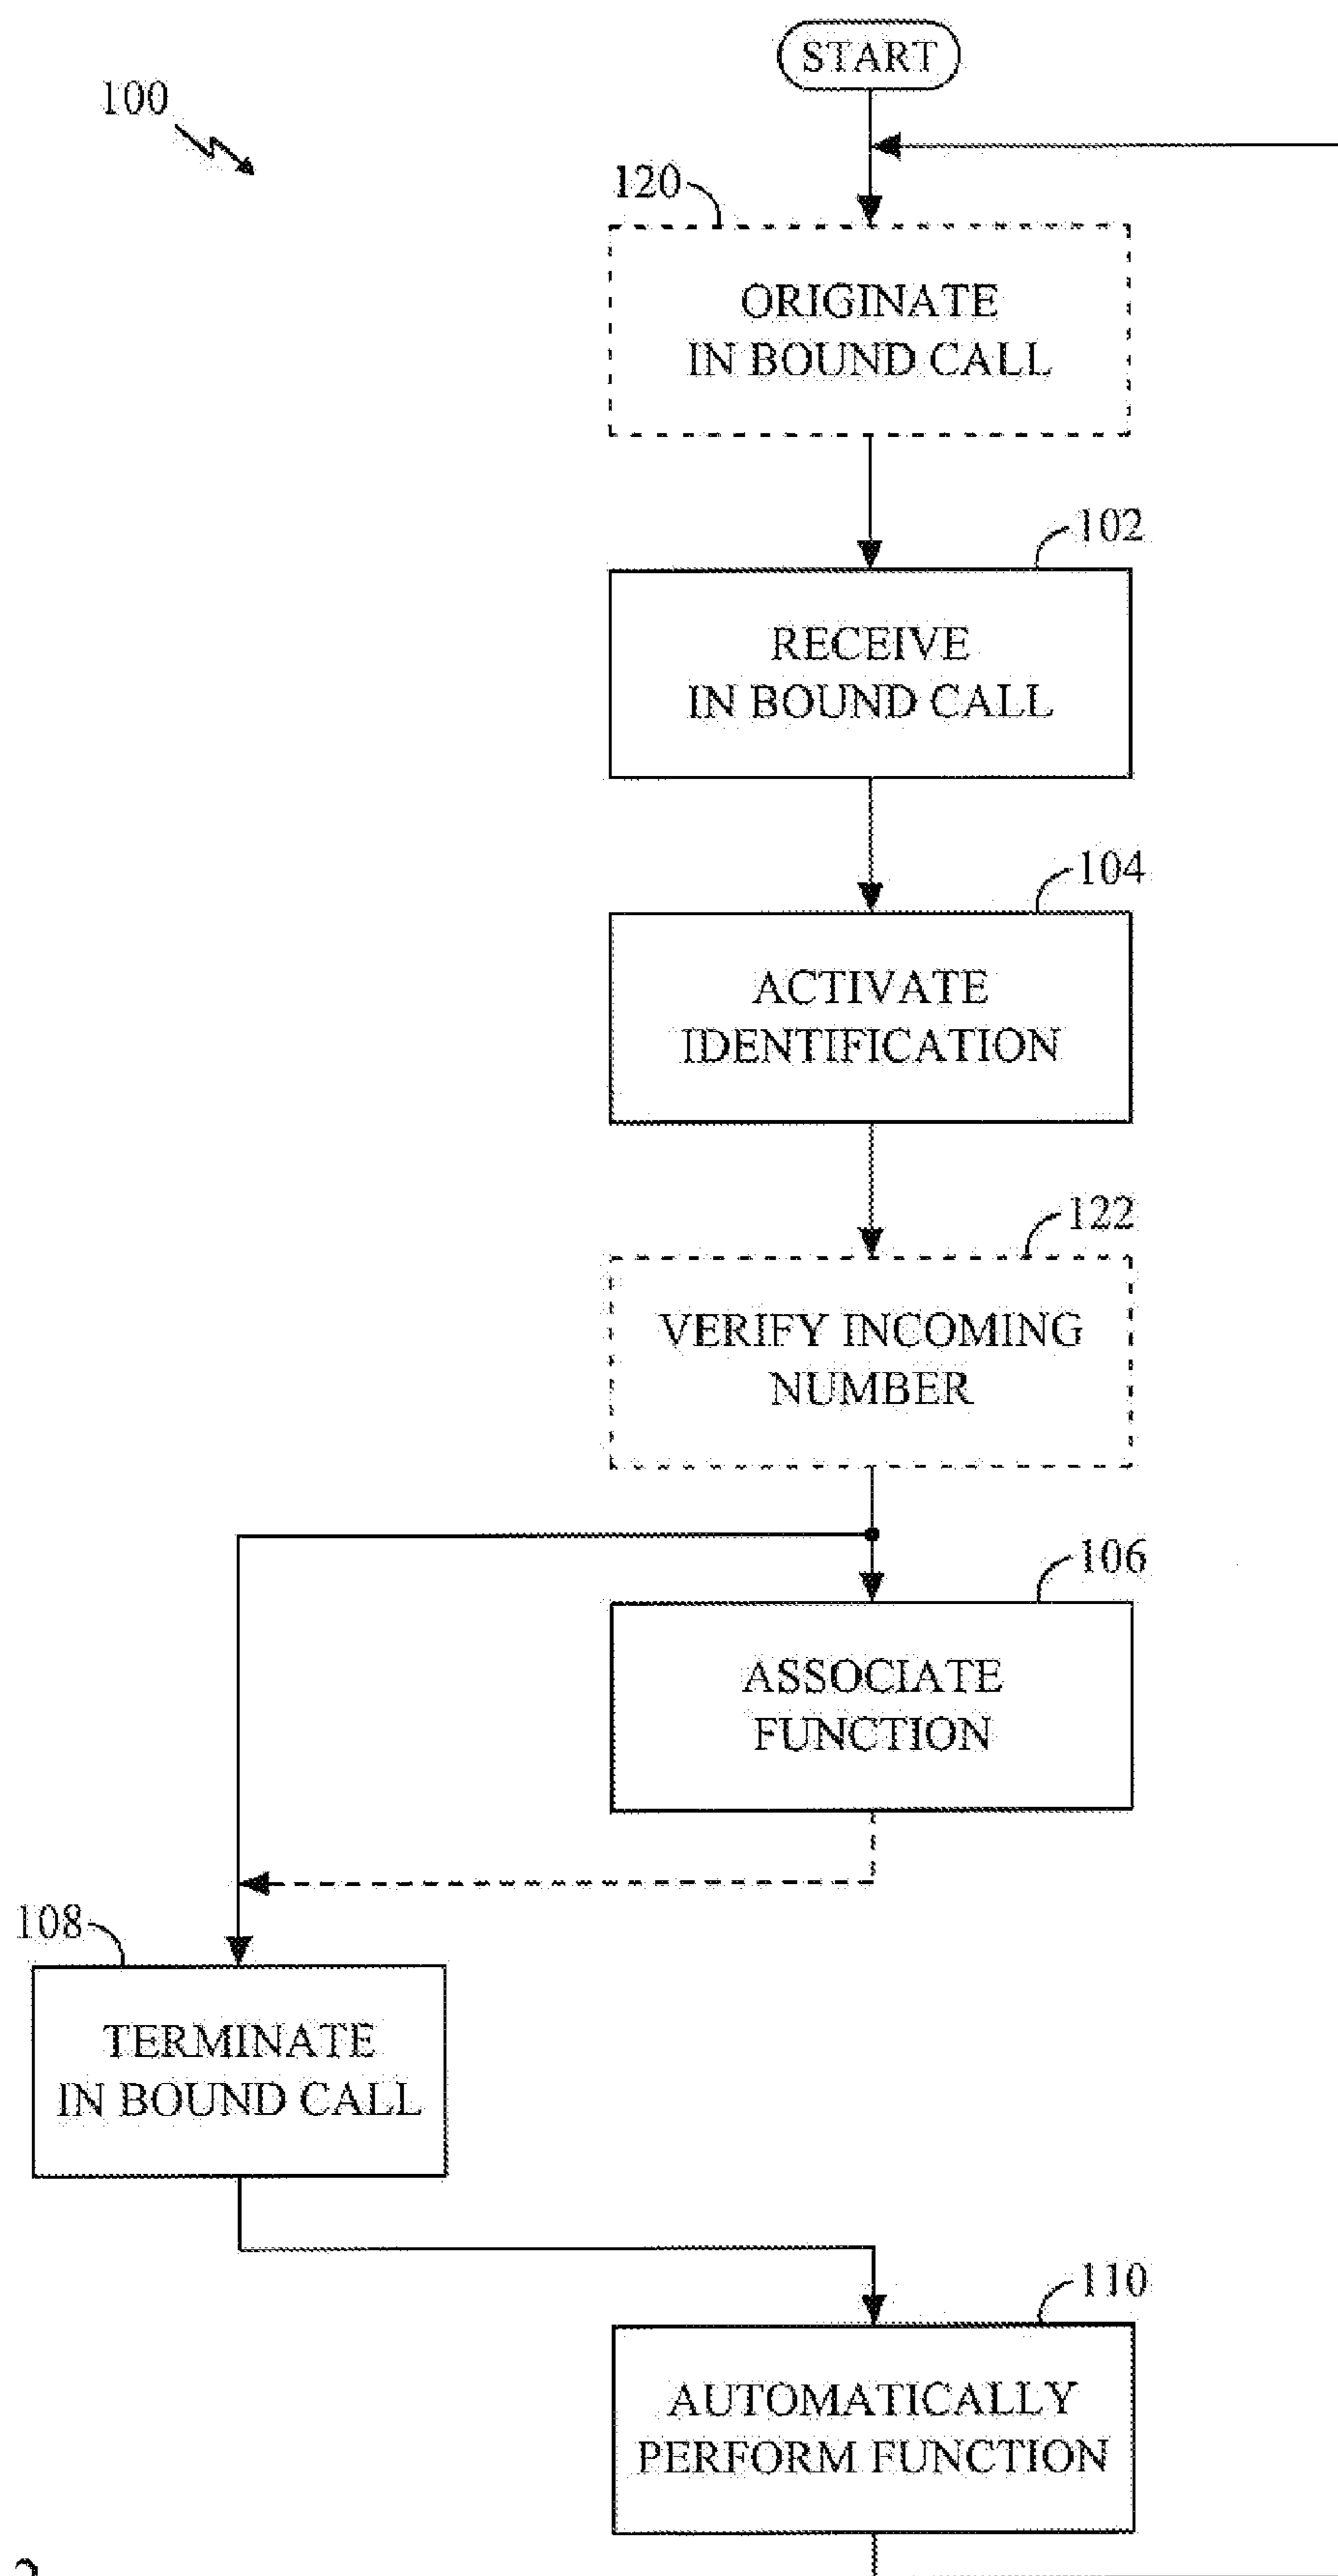 START
100
120
ORIGINATE
IN BOUND CALL
102
RECEIVE
IN BOUND CALL
104
ACTIVATE
IDENTIFICATION
122
VERIFY INCOMING
NUMBER
106
ASSOCIATE
FUNCTION
108
TERMINATE
IN BOUND CALL
110
AUTOMATICALLY
PERFORM FUNCTION